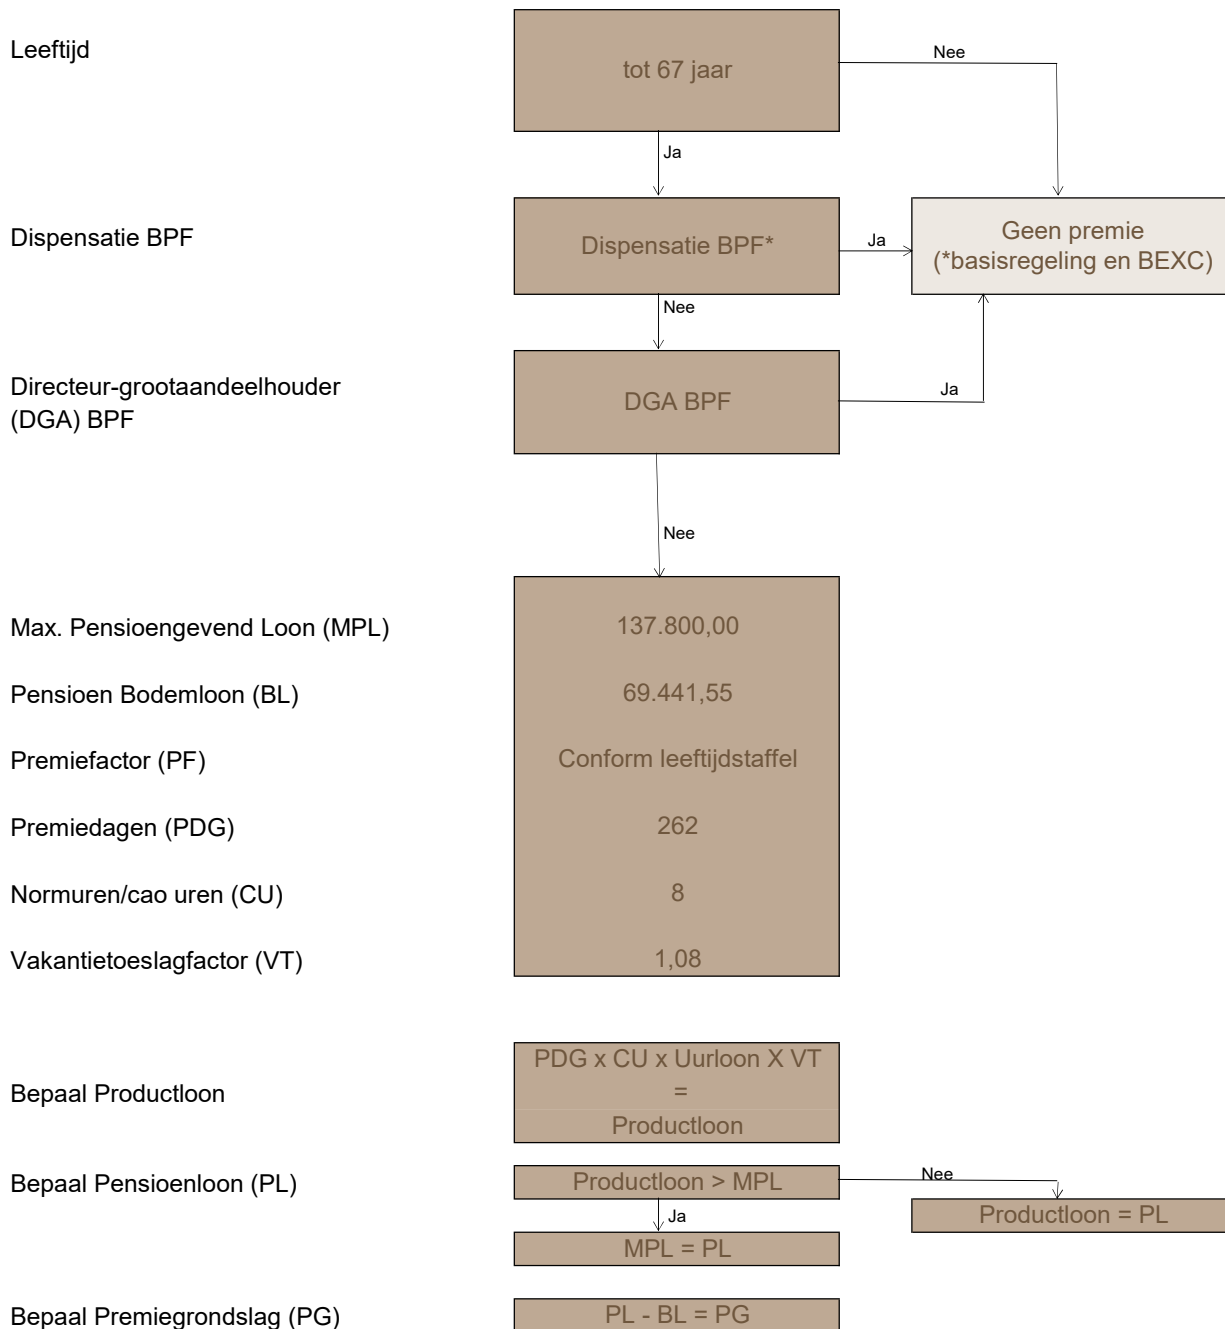 Leeftijd
tot 67 jaar
Nee
Ja
Dispensatie BPF
Dispensatie BPF*
Ja
Geen premie
(*basisregeling en BEXC)
Nee
Directeur-grootaandeelhouder
(DGA) BPF
DGA BPF
Ja
Nee
Max. Pensioengevend Loon (MPL)
137.800,00
Pensioen Bodemloon (BL)
69.441,55
Premiefactor (PF)
Conform leeftijdstaffel
Premiedagen (PDG)
262
Normuren/cao uren (CU)
8
Vakantietoeslagfactor (VT)
1,08
Bepaal Productloon
PDG x CU x Uurloon X VT
=
Productloon
Bepaal Pensioenloon (PL)
Productloon > MPL
Nee
Ja
Productloon = PL
MPL = PL
Bepaal Premiegrondslag (PG)
PL - BL = PG